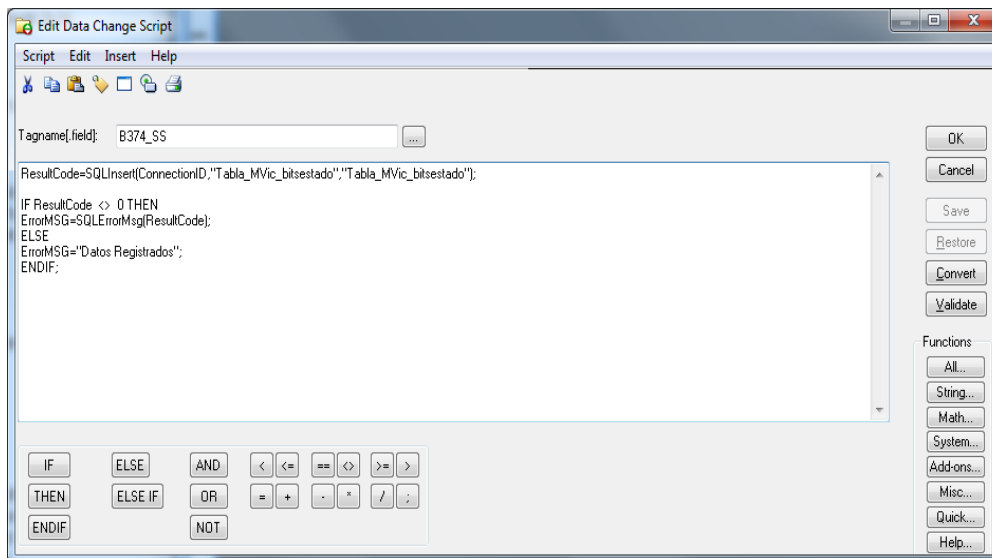 Edit Data Change Script
X
Script Edit Insert Help
Tagname[.field]: B374_SS ...
OK
ResultCode=SQLInsert(ConnectionID,"Tabla_MVic_bitsestado","Tabla_MVic_bitsestado");
Cancel
IF ResultCode <> 0 THEN
Save
ErrorMSG=SQLErrorMsg(ResultCode);
ELSE
Restore
ErrorMSG="Datos Registrados";
ENDIF;
Convert
Validate
Functions
All...
String...
Math...
System...
IF ELSE AND < <= == <> >= >
Add-ons...
THEN ELSE IF OR = + - * / ;
Misc...
Quick...
ENDIF NOT
Help...